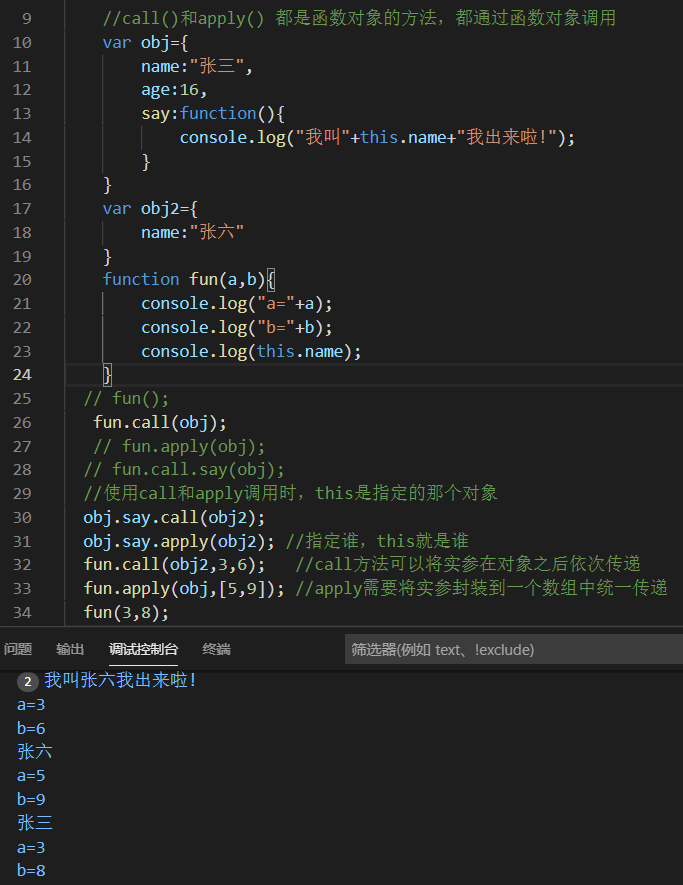 9 //call()和apply() 都是函数对象的方法，都通过函数对象调用
10 var obj={
11 name:"张三",
12 age:16,
13 say:function(){
14 console.log("我叫"+this.name+"我出来啦!");
15 }
16 }
17 var obj2={
18 name:"张六"
19 }
20 function fun(a,b){
21 console.log("a="+a);
22 console.log("b="+b);
23 console.log(this.name);
24 }
25 // fun();
26 fun.call(obj);
27 // fun.apply(obj);
28 // fun.call.say(obj);
29 //使用call和apply调用时，this是指定的那个对象
30 obj.say.call(obj2);
31 obj.say.apply(obj2); //指定谁，this就是谁
32 fun.call(obj2,3,6); //call方法可以将实参在对象之后依次传递
33 fun.apply(obj,[5,9]); //apply需要将实参封装到一个数组中统一传递
34 fun(3,8);
问题 输出 调试控制台 终端 筛选器(例如 text、!exclude)
2 我叫张六我出来啦!
a=3
b=6
张六
a=5
b=9
张三
a=3
b=8